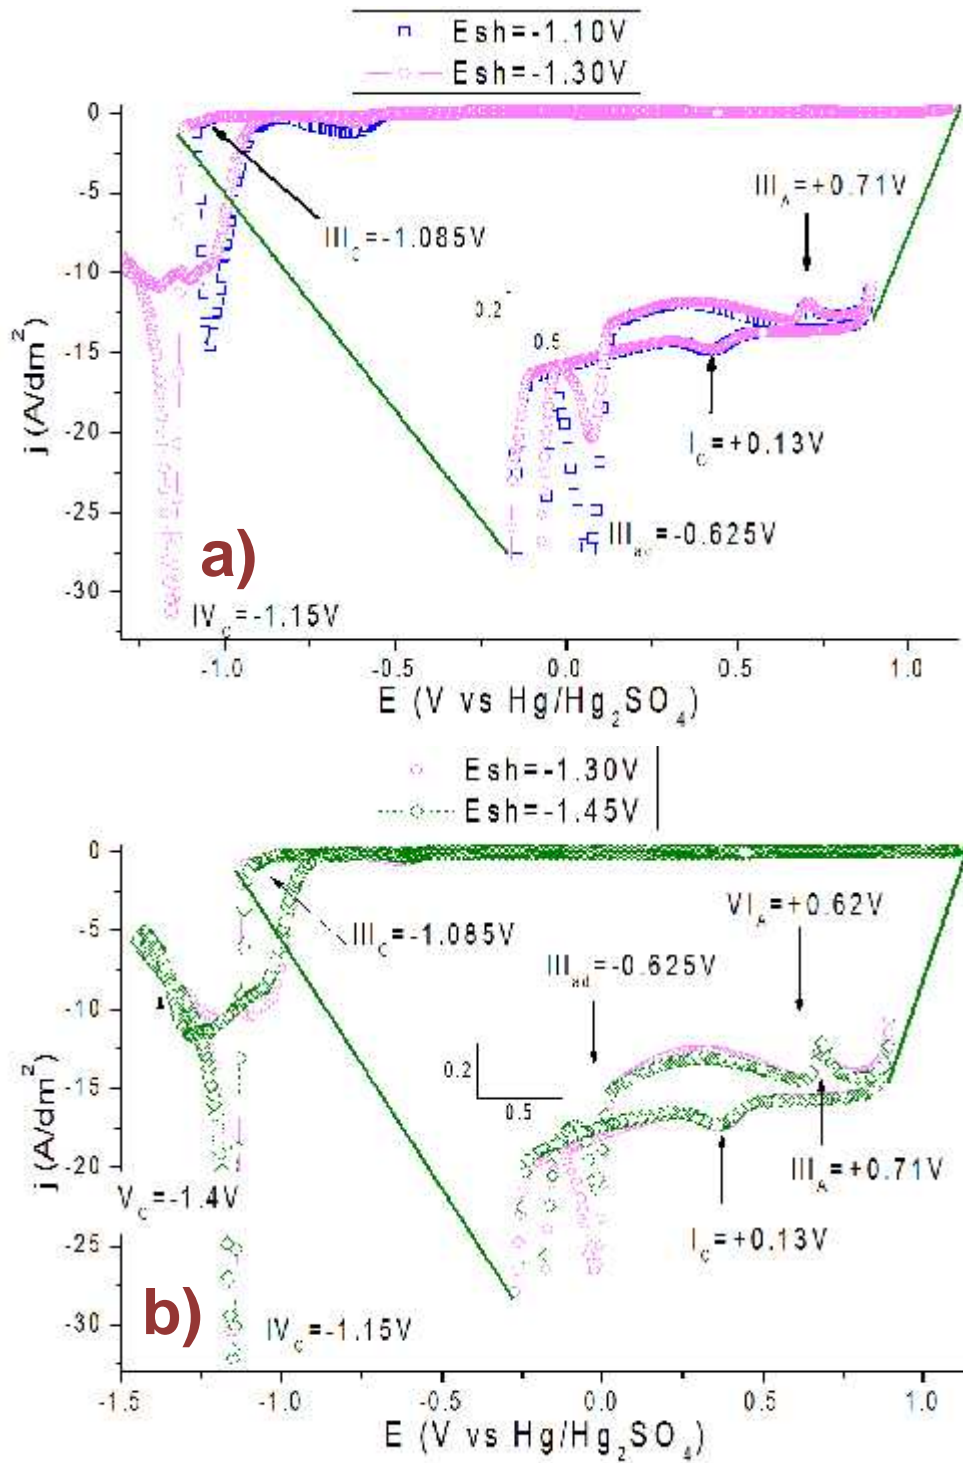 Esh=-1.10V
Esh=-1.30V
0
-5
-10
-15
-20
-25
-30
j (A/dm²)
III_C=-1.085V
III_A=+0.71V
0.2
0.5
I_C=+0.13V
III_ad=-0.625V
a)
IV_C=-1.15V
-1.0
-0.5
0.0
0.5
1.0
E (V vs Hg/Hg₂SO₄)
Esh=-1.30V
Esh=-1.45V
0
-5
-10
-15
-20
-25
-30
j (A/dm²)
III_C=-1.085V
VI_A=+0.62V
III_ad=-0.625V
0.2
0.5
V_C=-1.4V
III_A=+0.71V
I_C=+0.13V
b)
IV_C=-1.15V
-1.5
-1.0
-0.5
0.0
0.5
1.0
E (V vs Hg/Hg₂SO₄)